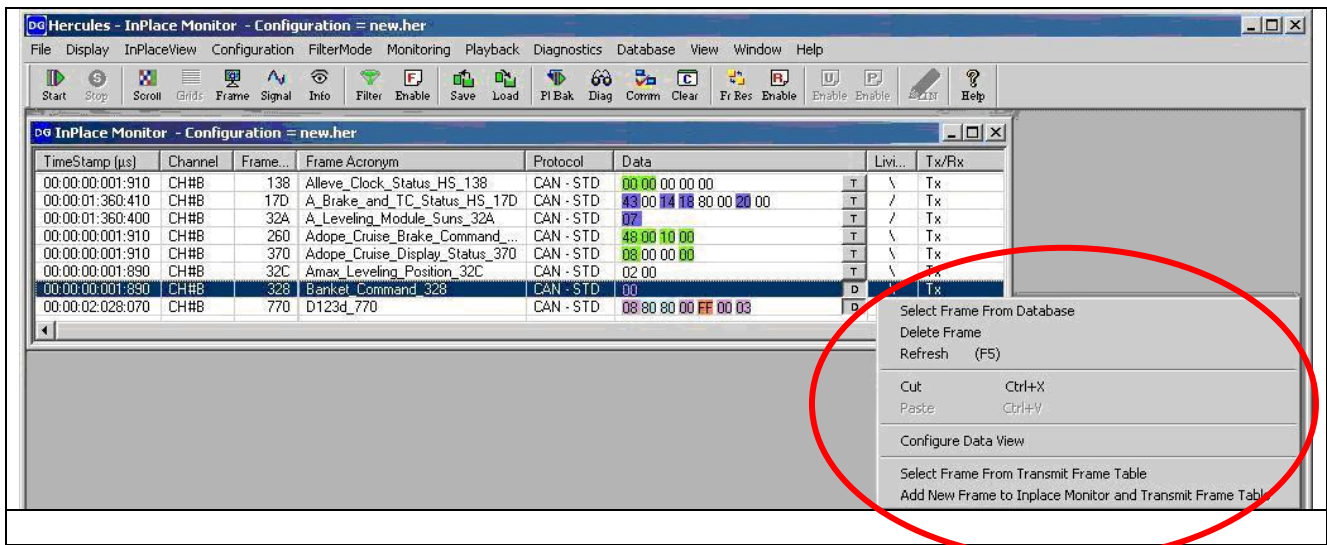 DG Hercules - InPlace Monitor - Configuration = new.her
File Display InPlaceView Configuration FilterMode Monitoring Playback Diagnostics Database View Window Help
Start Stop Scroll Grids Frame Signal Info Filter Enable Save Load Pl Bak Diag Comm Clear Fr Res Enable Enable Enable Help
DG InPlace Monitor - Configuration = new.her
TimeStamp (µs) Channel Frame... Frame Acronym Protocol Data Livi... Tx/Rx
00:00:00:001:910 CH#B 138 Alleve_Clock_Status_HS_138 CAN - STD 00 00 00 00 00 T \ Tx
00:00:01:360:410 CH#B 17D A_Brake_and_TC_Status_HS_17D CAN - STD 43 00 14 18 80 00 20 00 T / Tx
00:00:01:360:400 CH#B 32A A_Leveling_Module_Suns_32A CAN - STD 07 T / Tx
00:00:00:001:910 CH#B 260 Adope_Cruise_Brake_Command_... CAN - STD 48 00 10 00 T \ Tx
00:00:00:001:910 CH#B 370 Adope_Cruise_Display_Status_370 CAN - STD 08 00 00 00 T \ Tx
00:00:00:001:890 CH#B 32C Amax_Leveling_Position_32C CAN - STD 02 00 T \ Tx
00:00:00:001:890 CH#B 328 Banket_Command_328 CAN - STD 00 D \ Tx
00:00:02:028:070 CH#B 770 D123d_770 CAN - STD 08 80 80 00 FF 00 03 D
Select Frame From Database
Delete Frame
Refresh (F5)
Cut Ctrl+X
Paste Ctrl+V
Configure Data View
Select Frame From Transmit Frame Table
Add New Frame to Inplace Monitor and Transmit Frame Table